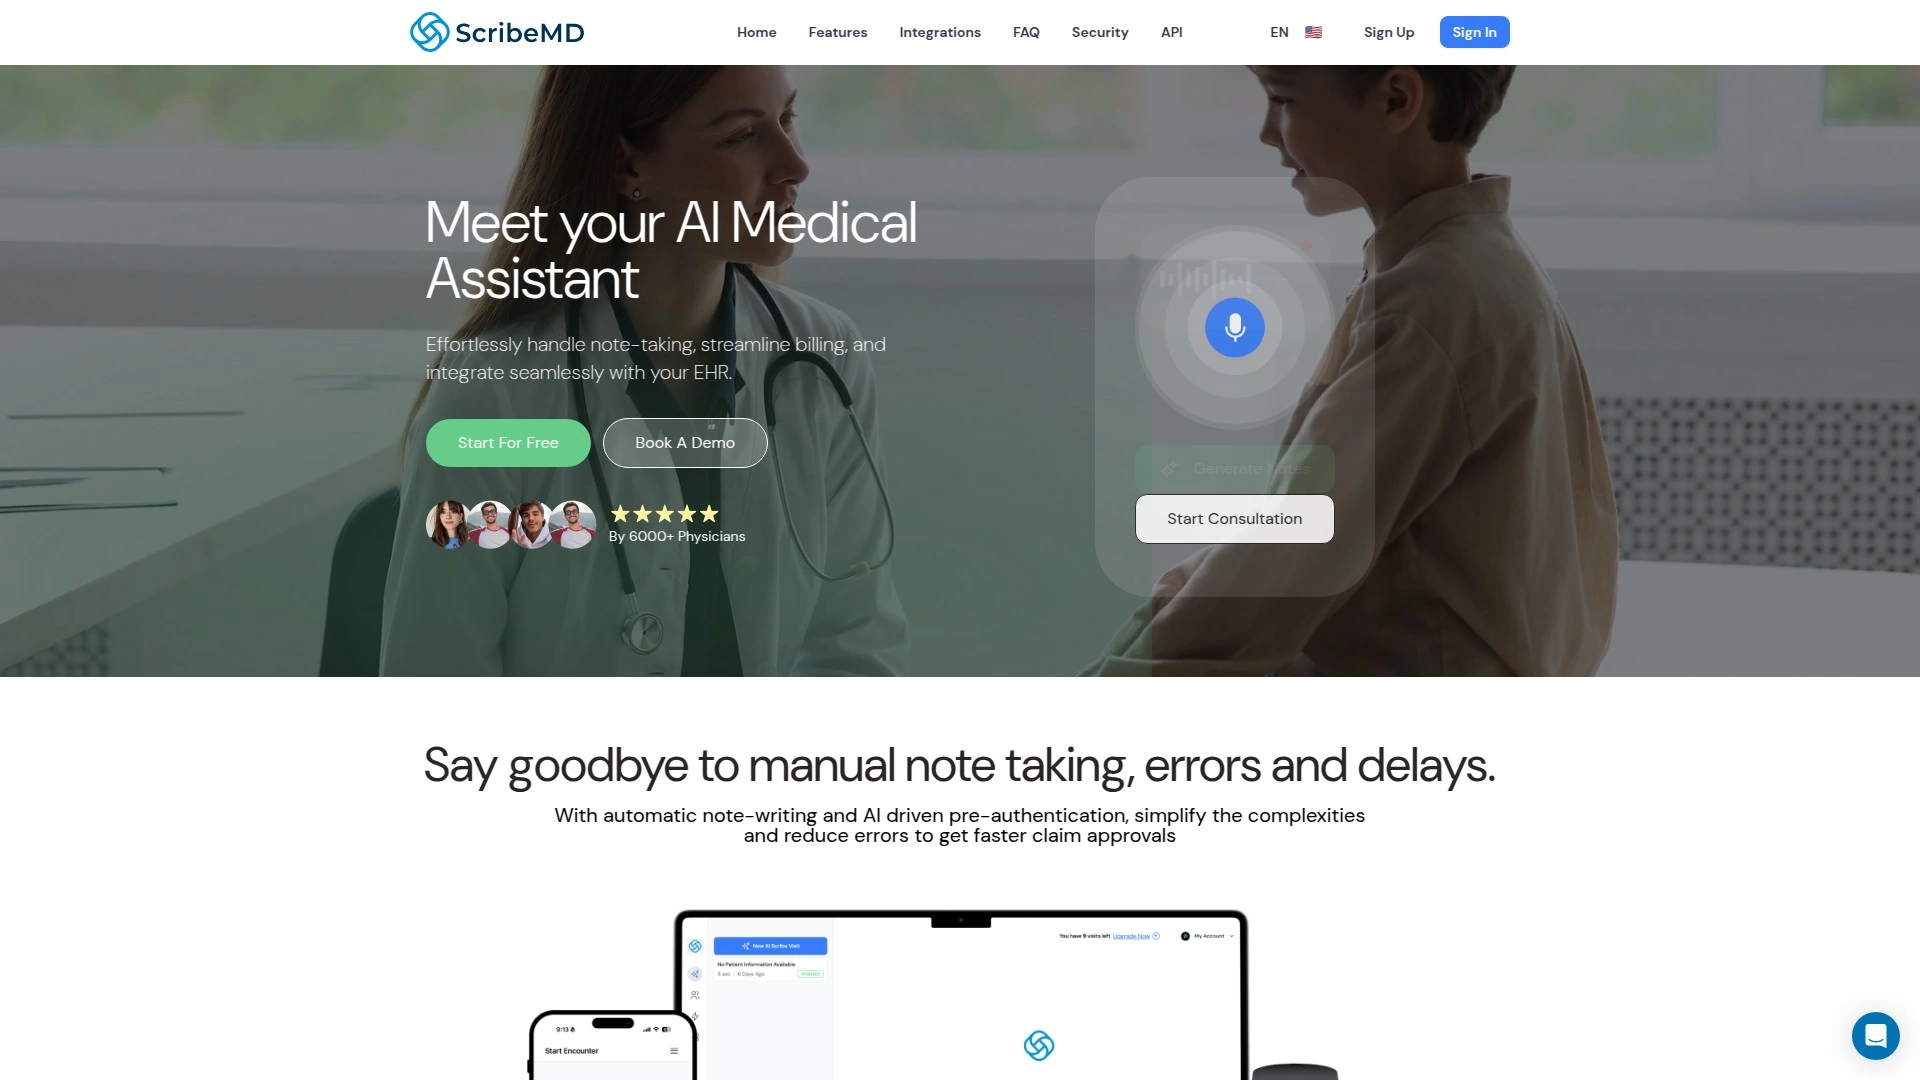 ScribeMD
Home
Features
Integrations
FAQ
Security
API
EN
Sign Up
Sign In
Meet your AI Medical
Assistant
Effortlessly handle note-taking, streamline billing, and
integrate seamlessly with your EHR.
Start For Free
Book A Demo
By 6000+ Physicians
Generate Notes
Start Consultation
Say goodbye to manual note taking, errors and delays.
With automatic note-writing and AI driven pre-authentication, simplify the complexities
and reduce errors to get faster claim approvals
New AI Scribe Visit
You have 9 visits left Upgrade Now
My Account
No Patient Information Available
6 Days Ago
9:13
Start Encounter